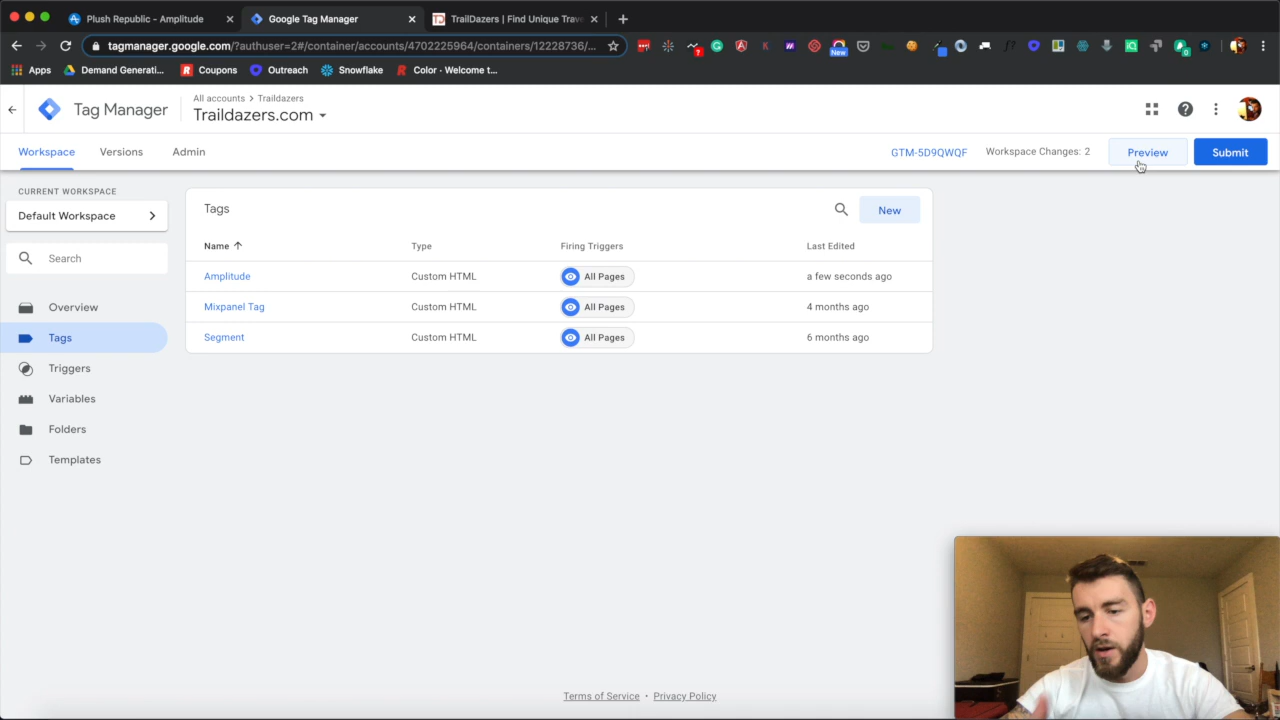 Plush Republic - Amplitude
Google Tag Manager
TrailDazers | Find Unique Trave
tagmanager.google.com/?authuser=2#/container/accounts/4702225964/containers/12228736/...
New
Apps
Demand Generati...
Coupons
Outreach
Snowflake
Color · Welcome t...
Tag Manager
All accounts > Traildazers
Traildazers.com
Workspace
Versions
Admin
GTM-5D9QWQF
Workspace Changes: 2
Preview
Submit
CURRENT WORKSPACE
Default Workspace
Search
Overview
Tags
Triggers
Variables
Folders
Templates
Tags
New
Name Type Firing Triggers Last Edited
Amplitude Custom HTML All Pages a few seconds ago
Mixpanel Tag Custom HTML All Pages 4 months ago
Segment Custom HTML All Pages 6 months ago
Terms of Service · Privacy Policy